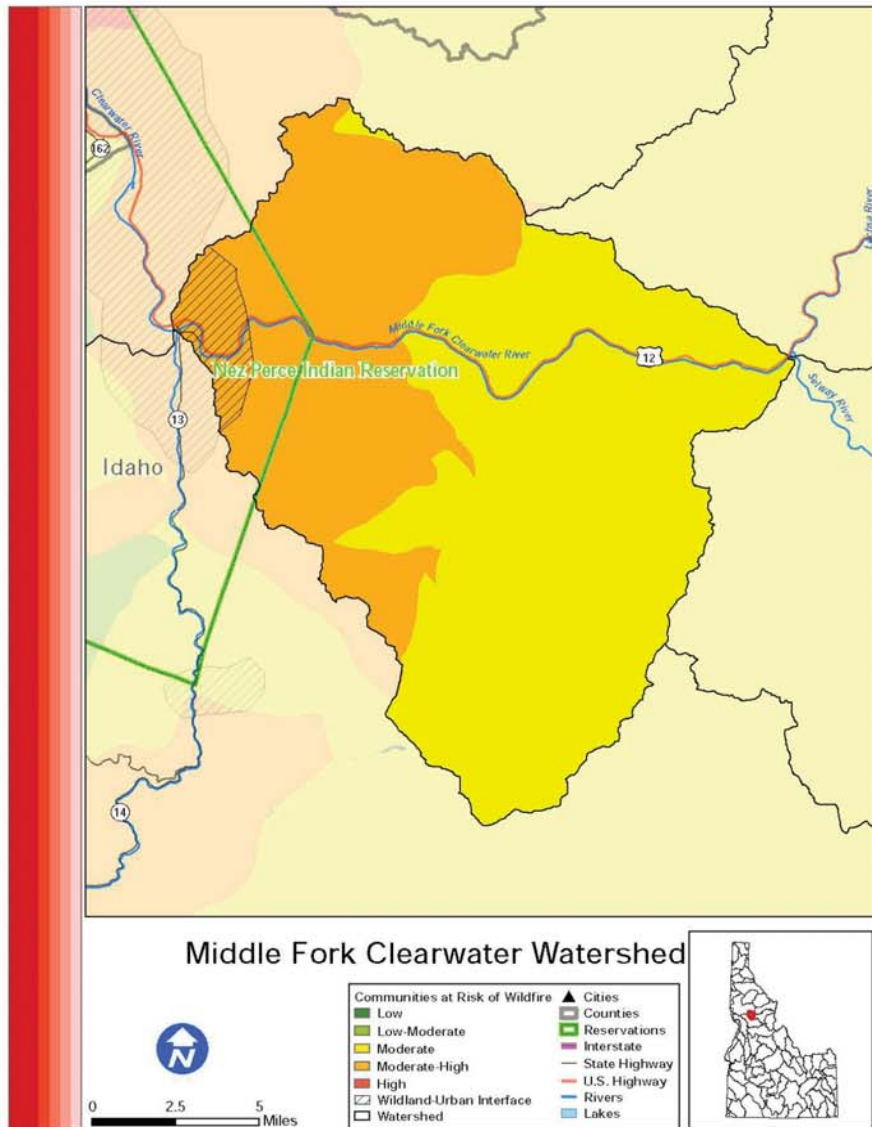 Clearwater River
162
Lochsa River
Middle Fork Clearwater River
12
Nez Perce Indian Reservation
Selway River
13
Idaho
14
Middle Fork Clearwater Watershed
N
0 2.5 5
Miles
Communities at Risk of Wildfire
Low
Low-Moderate
Moderate
Moderate-High
High
Wildland-Urban Interface
Watershed
Cities
Counties
Reservations
Interstate
State Highway
U.S. Highway
Rivers
Lakes